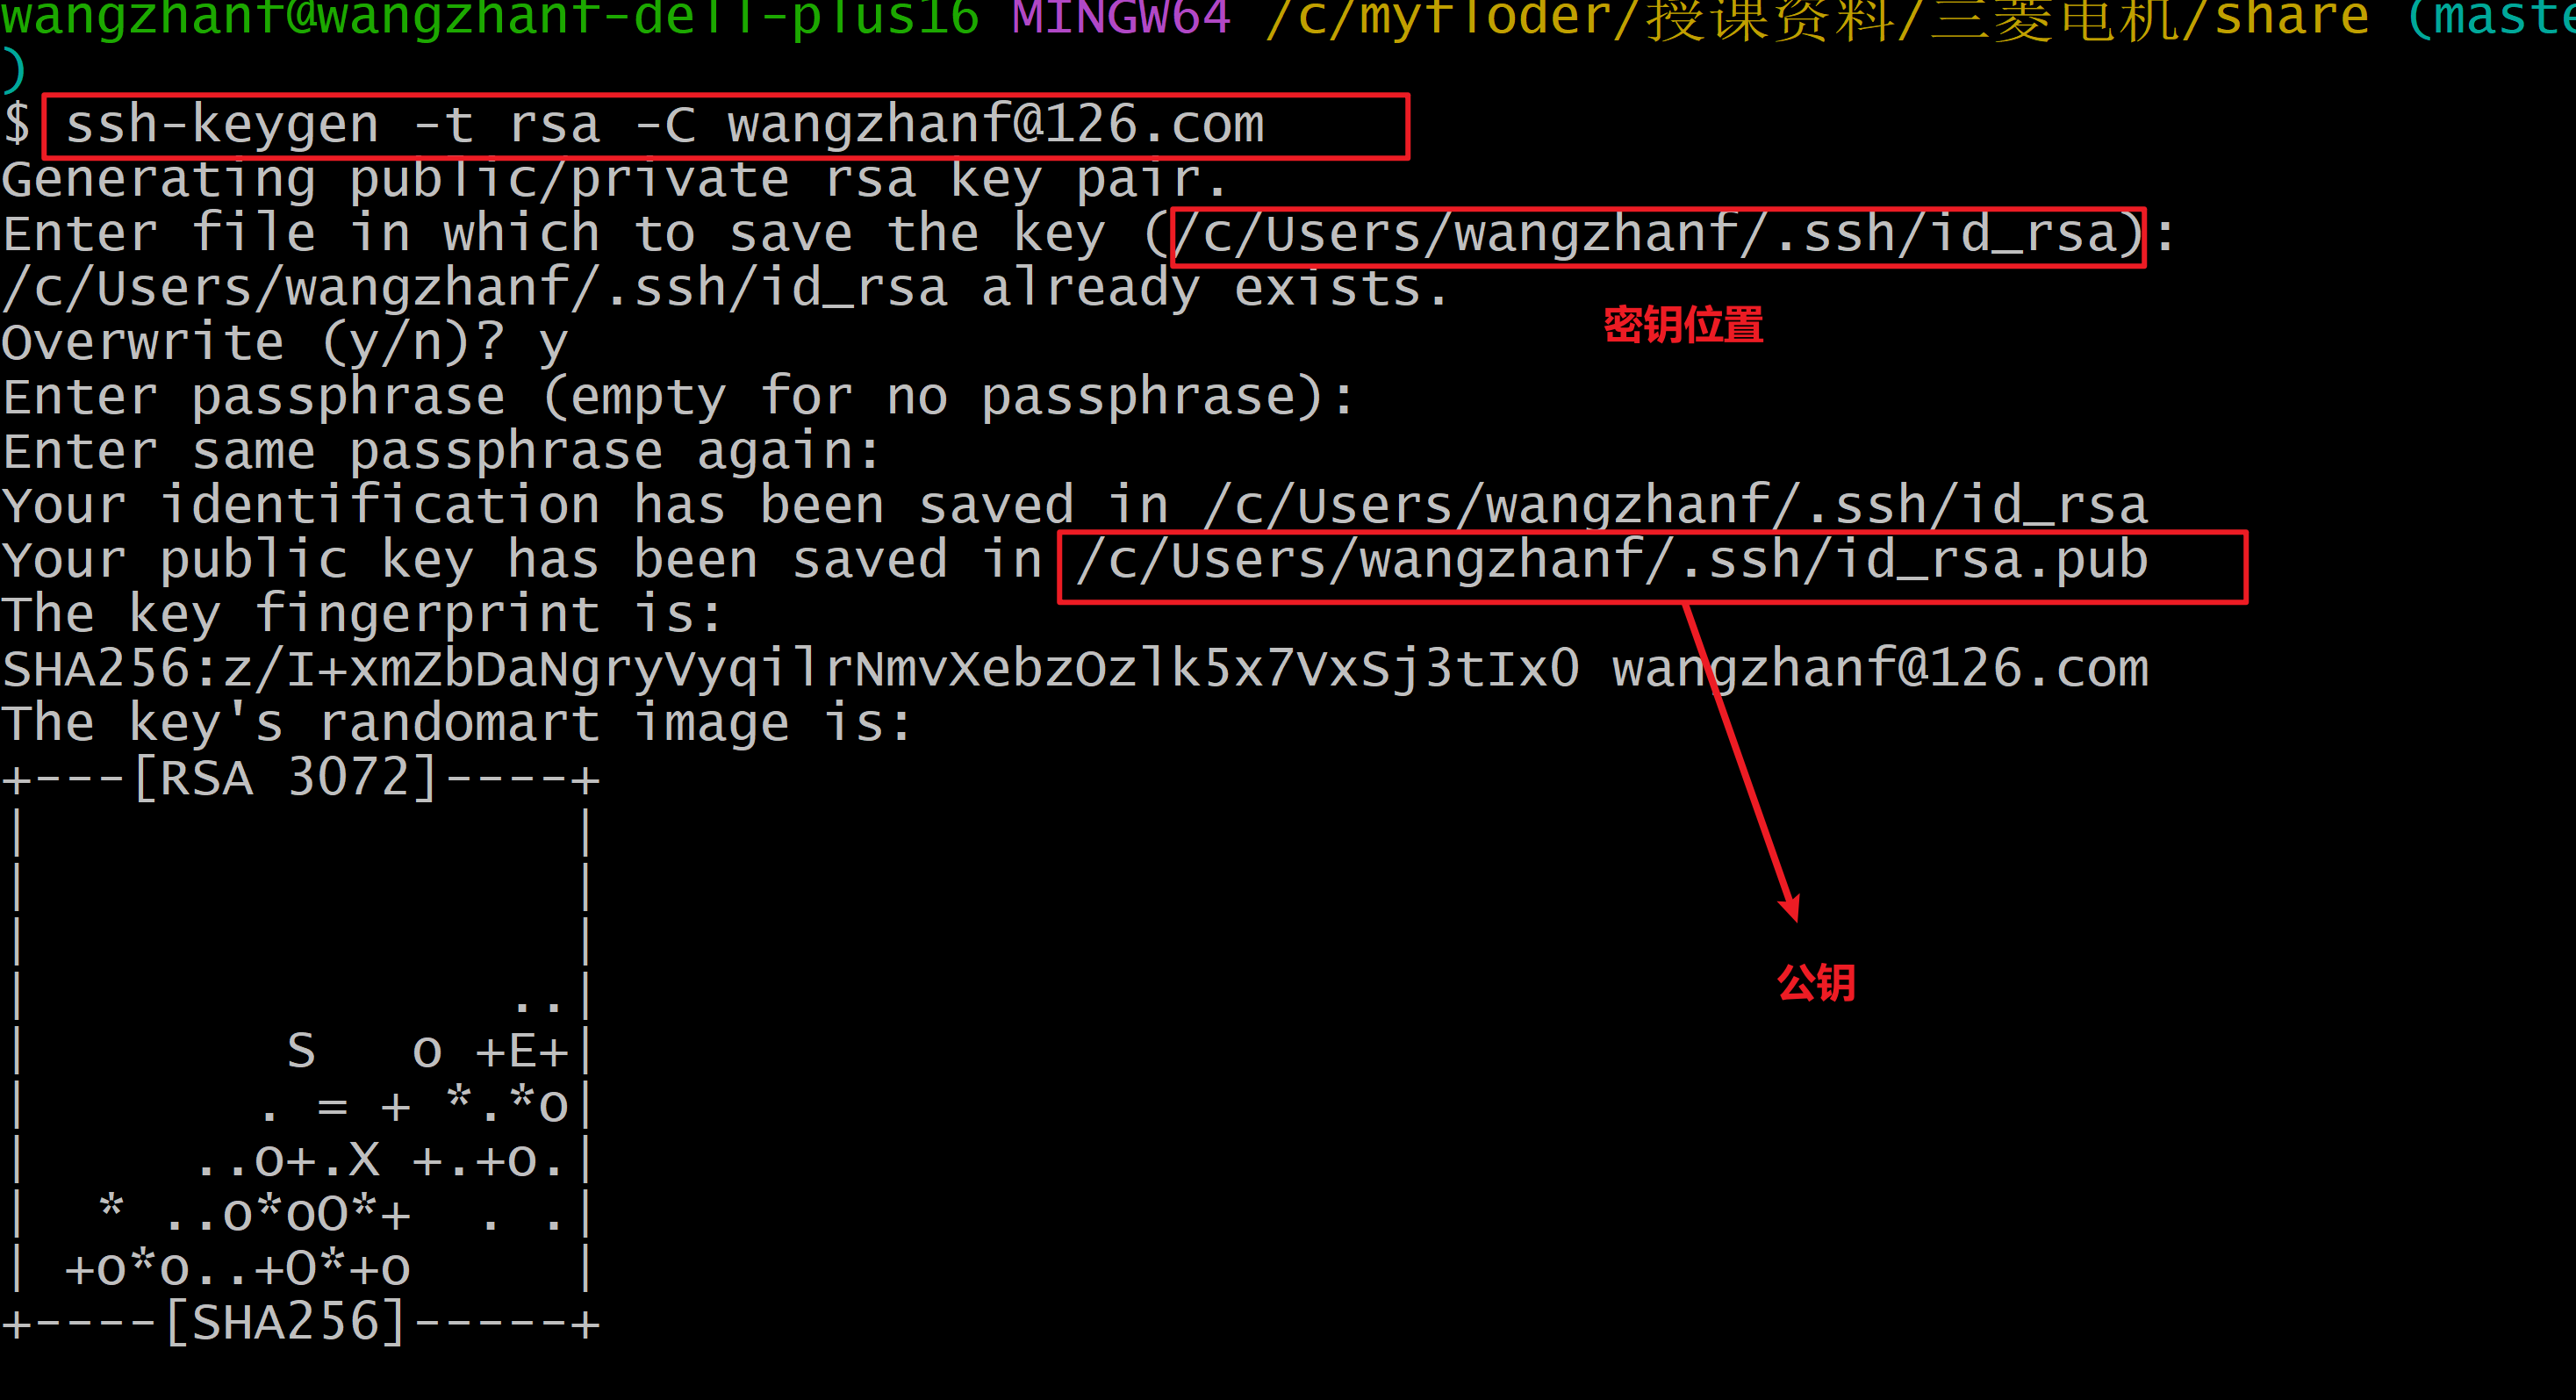 wangzhanf@wangzhanf-dell-plus16 MINGW64 /c/myfloder/授课资料/三菱电机/share (maste
)
$ ssh-keygen -t rsa -C wangzhanf@126.com
Generating public/private rsa key pair.
Enter file in which to save the key (/c/Users/wangzhanf/.ssh/id_rsa):
/c/Users/wangzhanf/.ssh/id_rsa already exists.
密钥位置
Overwrite (y/n)? y
Enter passphrase (empty for no passphrase):
Enter same passphrase again:
Your identification has been saved in /c/Users/wangzhanf/.ssh/id_rsa
Your public key has been saved in /c/Users/wangzhanf/.ssh/id_rsa.pub
The key fingerprint is:
SHA256:z/I+xmZbDaNgryVyqilrNmvXebzOzlk5x7VxSj3tIxO wangzhanf@126.com
The key's randomart image is:
+---[RSA 3072]----+
|                 |
|                 |
|                 |
|               ..|
公钥
|        S   o +E+|
|       . = + *.*o|
|     ..o+.X +.+o.|
|  * ..o*oO*+  . .|
| +o*o..+O*+o     |
+----[SHA256]-----+